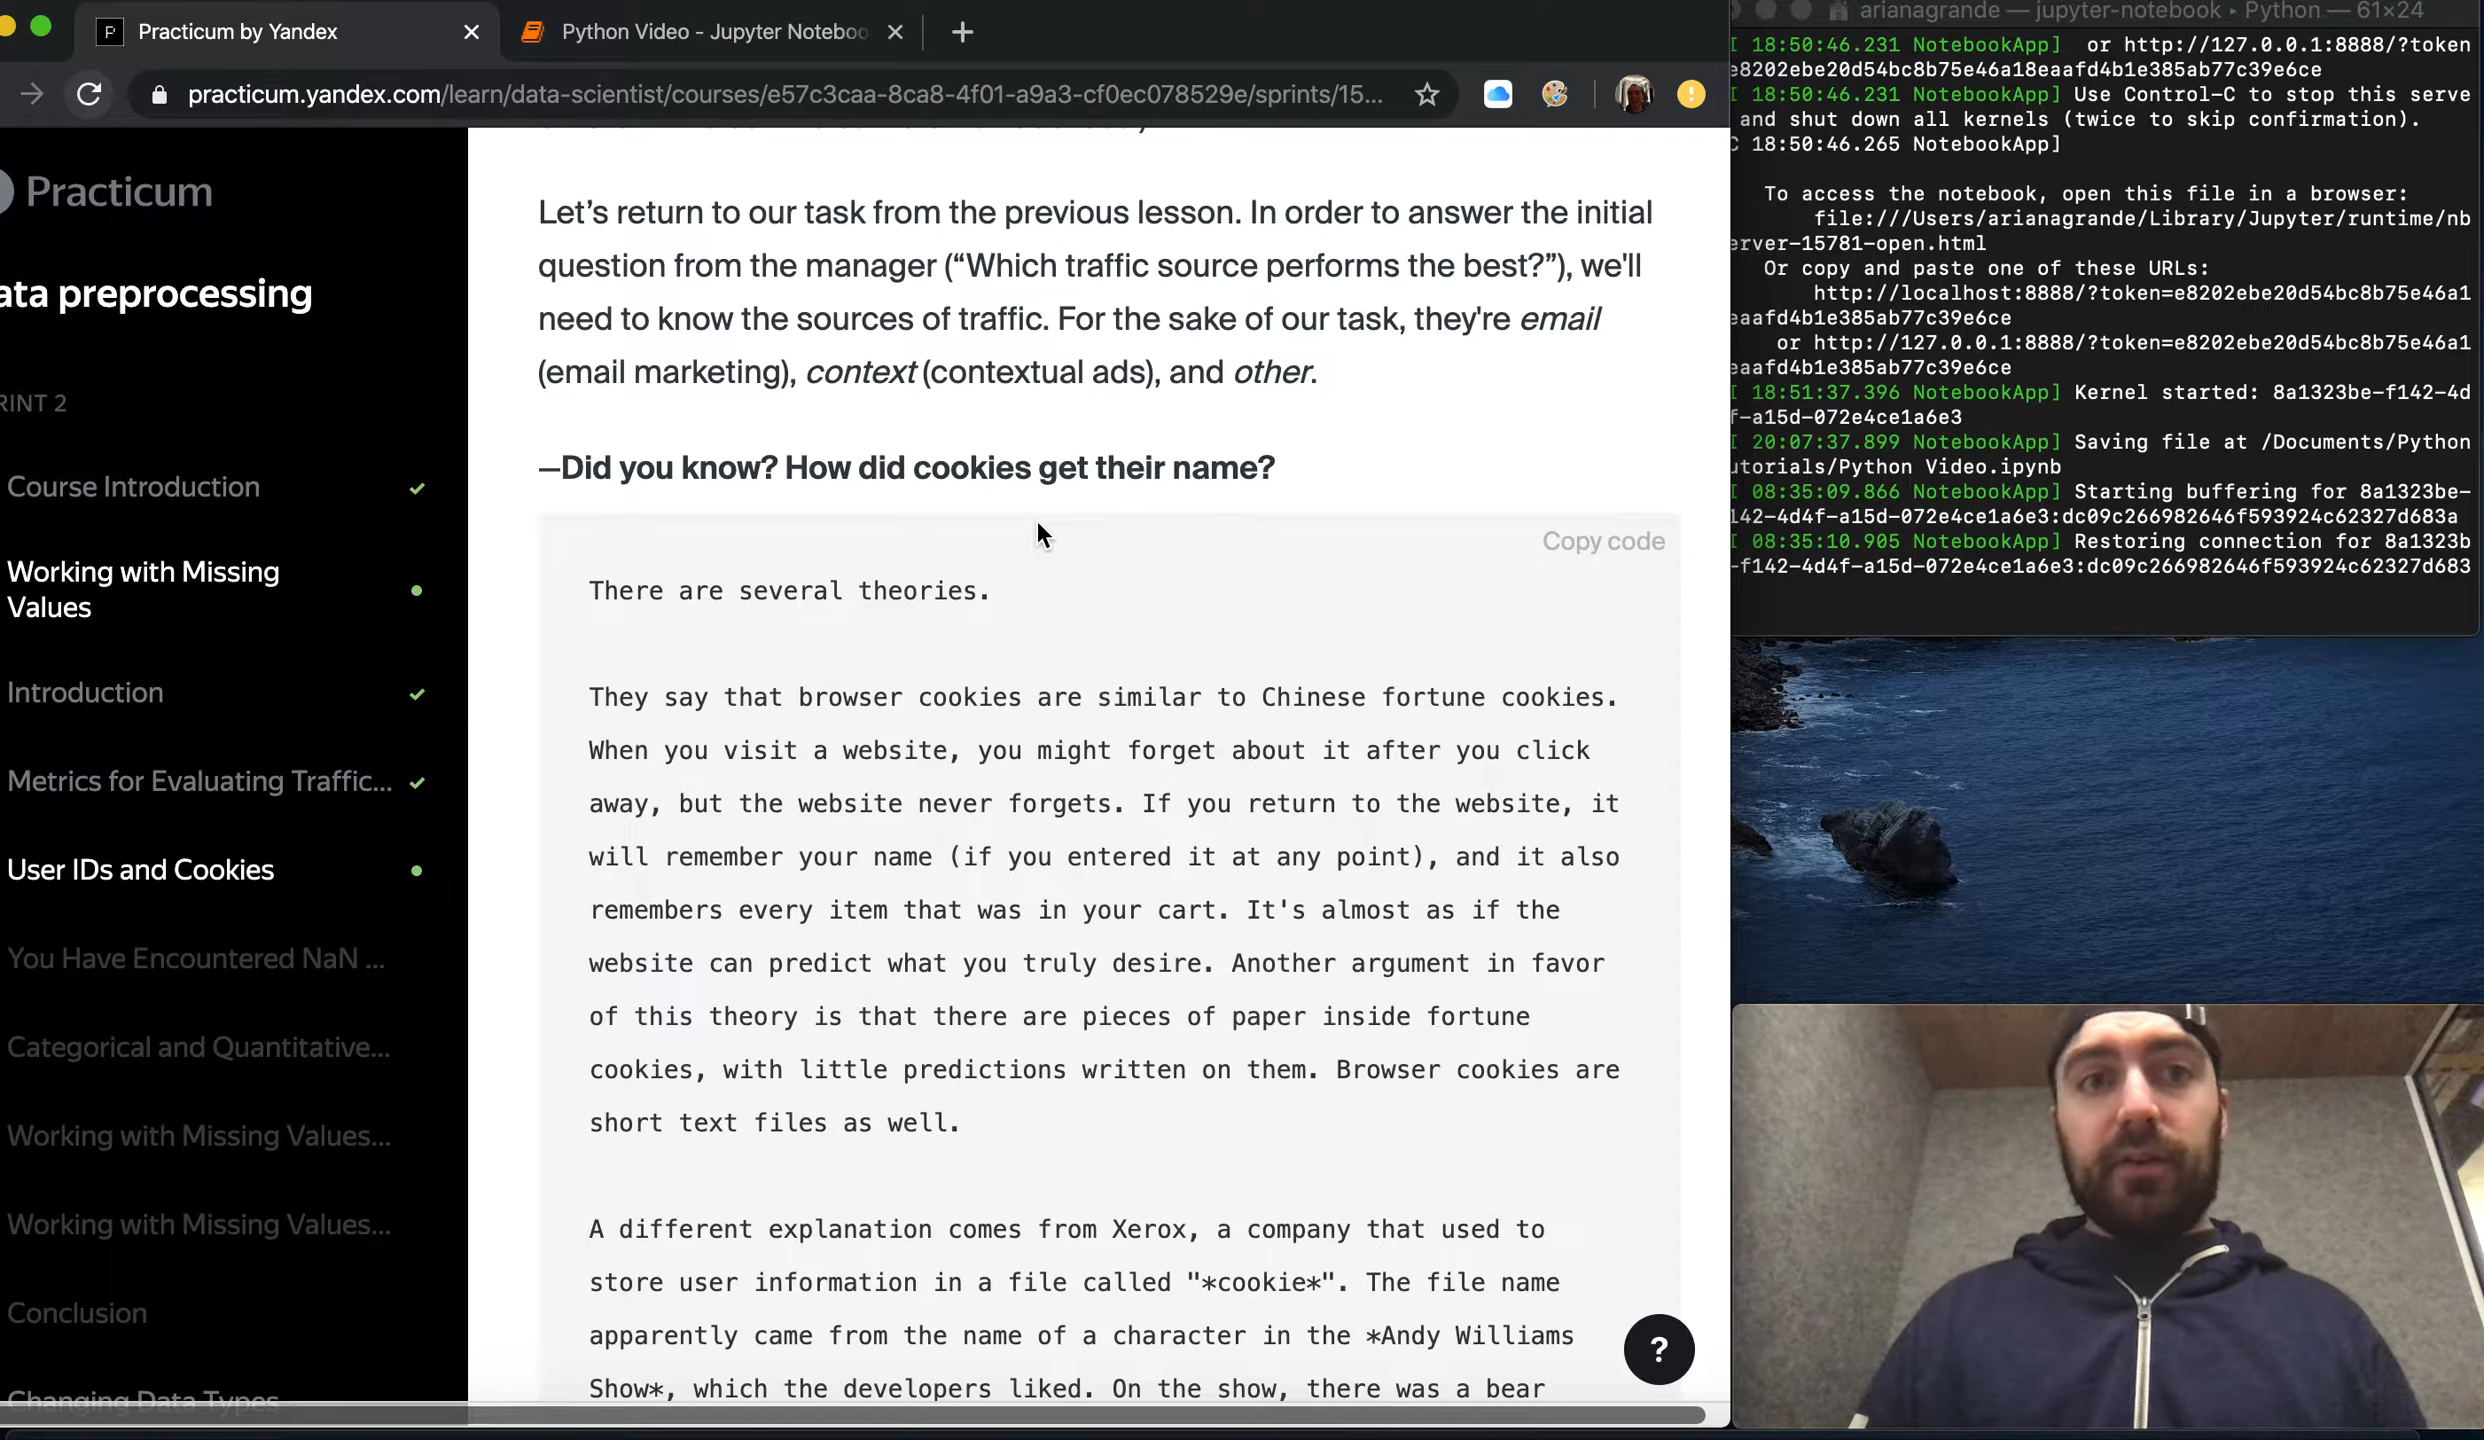 Practicum by Yandex
Python Video - Jupyter Noteboo
practicum.yandex.com/learn/data-scientist/courses/e57c3caa-8ca8-4f01-a9a3-cf0ec078529e/sprints/15...
Practicum
ata preprocessing
RINT 2
Course Introduction
Working with Missing
Values
Introduction
Metrics for Evaluating Traffic...
User IDs and Cookies
You Have Encountered NaN ...
Categorical and Quantitative...
Working with Missing Values...
Working with Missing Values...
Conclusion
Changing Data Types
Let’s return to our task from the previous lesson. In order to answer the initial
question from the manager (“Which traffic source performs the best?”), we'll
need to know the sources of traffic. For the sake of our task, they're email
(email marketing), context (contextual ads), and other.
—Did you know? How did cookies get their name?
Copy code
There are several theories.
They say that browser cookies are similar to Chinese fortune cookies.
When you visit a website, you might forget about it after you click
away, but the website never forgets. If you return to the website, it
will remember your name (if you entered it at any point), and it also
remembers every item that was in your cart. It's almost as if the
website can predict what you truly desire. Another argument in favor
of this theory is that there are pieces of paper inside fortune
cookies, with little predictions written on them. Browser cookies are
short text files as well.
A different explanation comes from Xerox, a company that used to
store user information in a file called "*cookie*". The file name
apparently came from the name of a character in the *Andy Williams
Show*, which the developers liked. On the show, there was a bear
?
arianagrande — jupyter-notebook ▸ Python — 61×24
I 18:50:46.231 NotebookApp]  or http://127.0.0.1:8888/?token
e8202ebe20d54bc8b75e46a18eaafd4b1e385ab77c39e6ce
I 18:50:46.231 NotebookApp] Use Control-C to stop this serve
and shut down all kernels (twice to skip confirmation).
C 18:50:46.265 NotebookApp]
To access the notebook, open this file in a browser:
file:///Users/arianagrande/Library/Jupyter/runtime/nb
erver-15781-open.html
Or copy and paste one of these URLs:
http://localhost:8888/?token=e8202ebe20d54bc8b75e46a1
eaafd4b1e385ab77c39e6ce
or http://127.0.0.1:8888/?token=e8202ebe20d54bc8b75e46a1
eaafd4b1e385ab77c39e6ce
I 18:51:37.396 NotebookApp] Kernel started: 8a1323be-f142-4d
f-a15d-072e4ce1a6e3
I 20:07:37.899 NotebookApp] Saving file at /Documents/Python
utorials/Python Video.ipynb
I 08:35:09.866 NotebookApp] Starting buffering for 8a1323be-
142-4d4f-a15d-072e4ce1a6e3:dc09c266982646f593924c62327d683a
I 08:35:10.905 NotebookApp] Restoring connection for 8a1323b
-f142-4d4f-a15d-072e4ce1a6e3:dc09c266982646f593924c62327d683